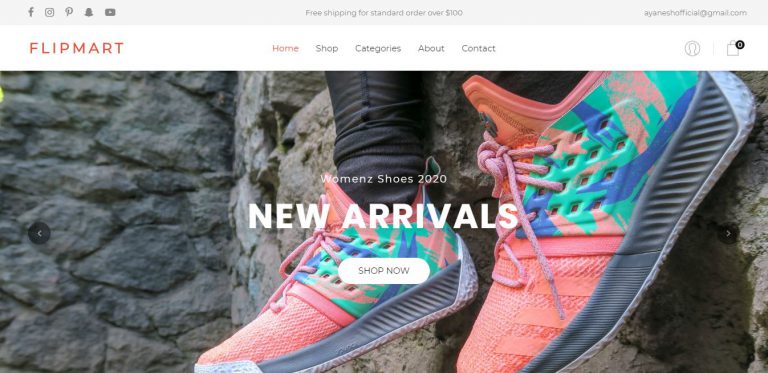 Free shipping for standard order over $100
ayaneshofficial@gmail.com
FLIPMART
Home Shop Categories About Contact
0
Womenz Shoes 2020
NEW ARRIVALS
SHOP NOW